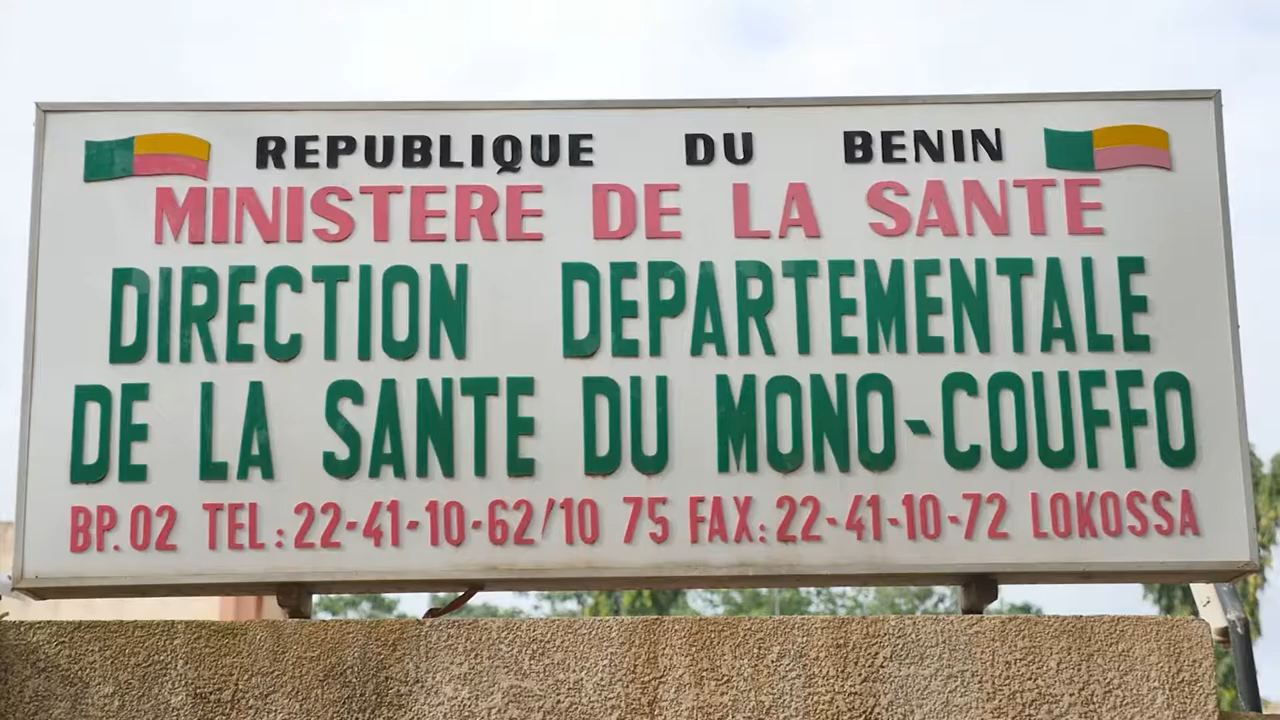 REPUBLIQUE DU BENIN
MINISTERE DE LA SANTE
DIRECTION DEPARTEMENTALE
DE LA SANTE DU MONO-COUFFO
BP. 02 TEL : 22-41-10-62/10 75 FAX: 22-41-10-72 LOKOSSA